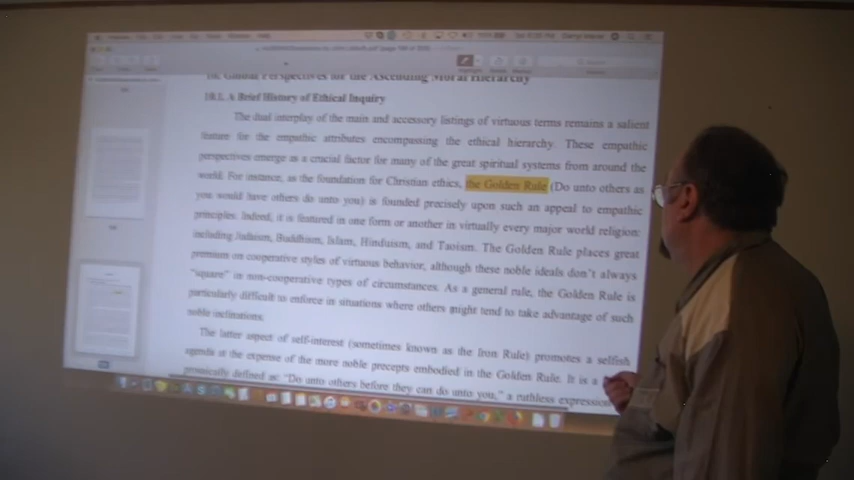 10. Global Perspectives for the Ascending Moral Hierarchy
10.1. A Brief History of Ethical Inquiry
The dual interplay of the main and accessory listings of virtuous terms remains a salient
feature for the empathic attributes encompassing the ethical hierarchy. These empathic
perspectives emerge as a crucial factor for many of the great spiritual systems from around the
world. For instance, as the foundation for Christian ethics, the Golden Rule (Do unto others as
you would have others do unto you) is founded precisely upon such an appeal to empathic
principles. Indeed, it is featured in one form or another in virtually every major world religion:
including Judaism, Buddhism, Islam, Hinduism, and Taoism. The Golden Rule places great
premium on cooperative styles of virtuous behavior, although these noble ideals don't always
"square" in non-cooperative types of circumstances. As a general rule, the Golden Rule is
particularly difficult to enforce in situations where others might tend to take advantage of such
noble inclinations.
The latter aspect of self-interest (sometimes known as the Iron Rule) promotes a selfish
agenda at the expense of the more noble precepts embodied in the Golden Rule. It is a
defined as: "Do unto others before they can do unto you," a ruthless expression